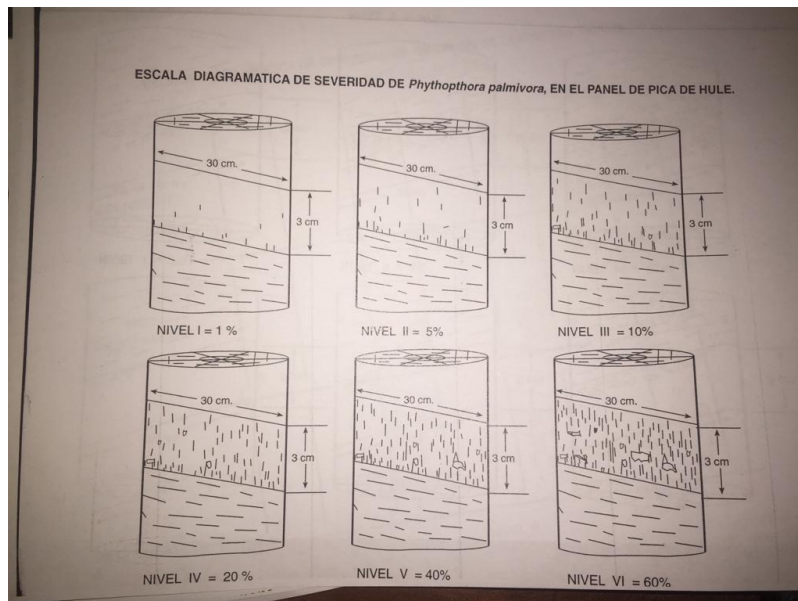 ESCALA DIAGRAMATICA DE SEVERIDAD DE Phythopthora palmivora, EN EL PANEL DE PICA DE HULE.
30 cm.
3 cm
NIVEL I = 1 %
30 cm.
3 cm
NiVEL II = 5%
30 cm.
3 cm
NIVEL III = 10%
30 cm.
3 cm
NIVEL IV = 20 %
30 cm.
3 cm
NIVEL V = 40%
30 cm.
3 cm
NIVEL VI = 60%